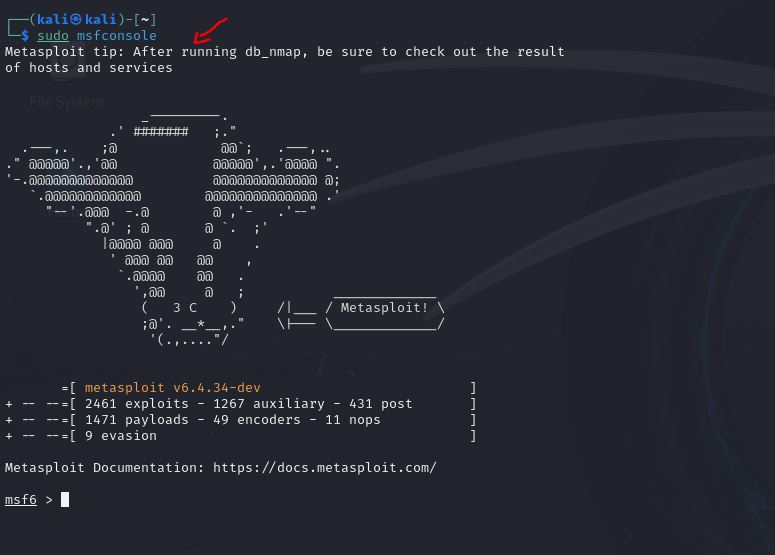 ┌──(kali㉿kali)-[~]
└─$ sudo msfconsole
Metasploit tip: After running db_nmap, be sure to check out the result
of hosts and services
File System
                 _---------.
             .' #######   ;."
  .---,.    ;@             @@`;   .---,..
." @@@@@'.,'@@            @@@@@',.'@@@@ ".
'-.@@@@@@@@@@@@@          @@@@@@@@@@@@@ @;
   `.@@@@@@@@@@@@        @@@@@@@@@@@@@@ .'
     "--'.@@@  -.@        @ ,'-   .'--"
          ".@' ; @       @ `.  ;'
            |@@@@ @@@     @    .
             ' @@@ @@   @@    ,
              `.@@@@    @@   .
                ',@@     @   ;           _____________
                 (   3 C    )     /|___ / Metasploit! \
                 ;@'. __*__,."    \|--- \_____________/
                  '(.,...."/
       =[ metasploit v6.4.34-dev                          ]
+ -- --=[ 2461 exploits - 1267 auxiliary - 431 post       ]
+ -- --=[ 1471 payloads - 49 encoders - 11 nops           ]
+ -- --=[ 9 evasion                                       ]
Metasploit Documentation: https://docs.metasploit.com/
msf6 >